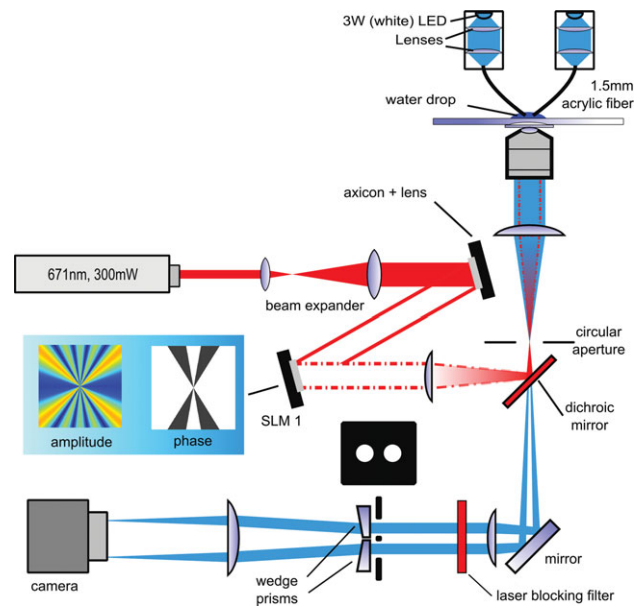 3W (white) LED
Lenses
1.5mm
acrylic fiber
water drop
axicon + lens
671nm, 300mW
beam expander
circular
aperture
dichroic
mirror
SLM 1
amplitude
phase
camera
wedge
prisms
mirror
laser blocking filter